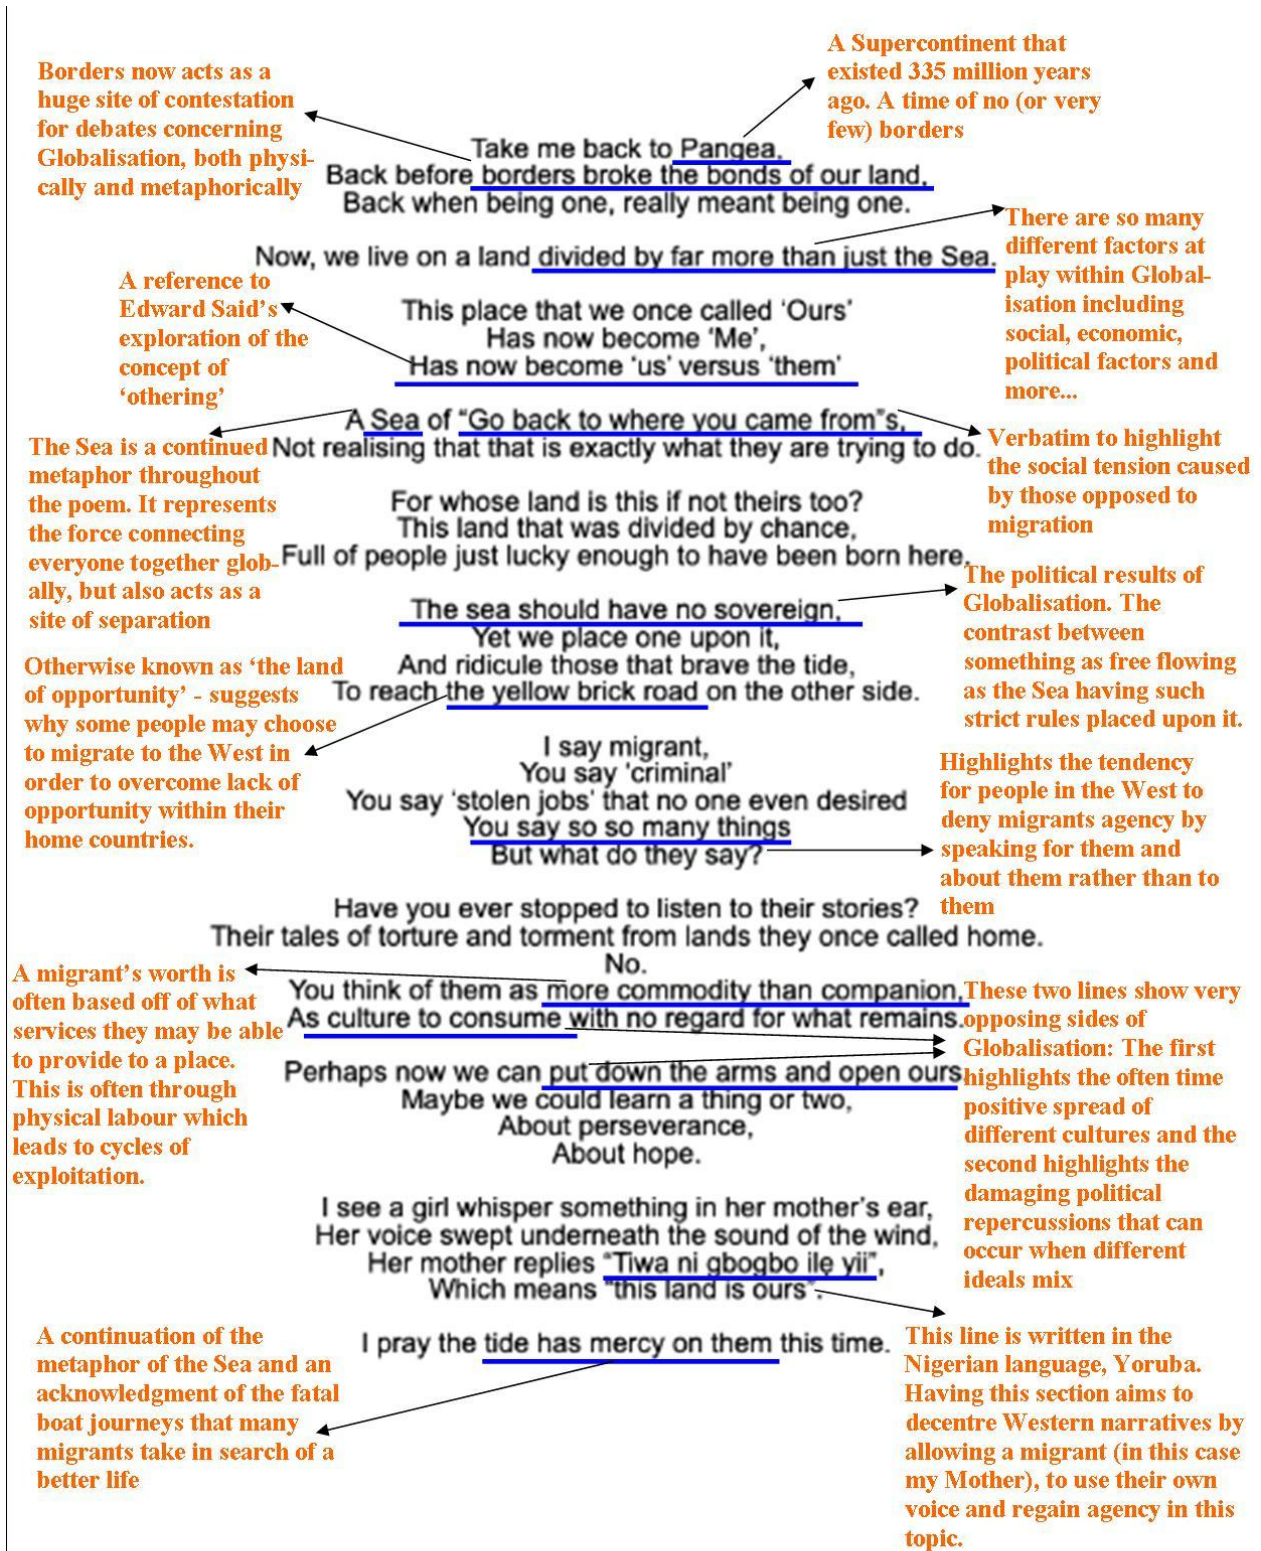 A Supercontinent that
existed 335 million years
ago. A time of no (or very
few) borders
Borders now acts as a
huge site of contestation
for debates concerning
Globalisation, both physi-
cally and metaphorically
Take me back to Pangea,
Back before borders broke the bonds of our land,
Back when being one, really meant being one.
Now, we live on a land divided by far more than just the Sea.
There are so many
different factors at
play within Global-
isation including
social, economic,
political factors and
more...
A reference to
Edward Said's
exploration of the
concept of
‘othering’
This place that we once called ‘Ours’
Has now become ‘Me’,
Has now become ‘us’ versus ‘them’
A Sea of “Go back to where you came from”s,
Not realising that that is exactly what they are trying to do.
The Sea is a continued
metaphor throughout
the poem. It represents
the force connecting
everyone together glob-
ally, but also acts as a
site of separation
Verbatim to highlight
the social tension caused
by those opposed to
migration
For whose land is this if not theirs too?
This land that was divided by chance,
Full of people just lucky enough to have been born here,
The sea should have no sovereign,
Yet we place one upon it,
And ridicule those that brave the tide,
To reach the yellow brick road on the other side.
The political results of
Globalisation. The
contrast between
something as free flowing
as the Sea having such
strict rules placed upon it.
Otherwise known as ‘the land
of opportunity’ - suggests
why some people may choose
to migrate to the West in
order to overcome lack of
opportunity within their
home countries.
I say migrant,
You say ‘criminal’
You say ‘stolen jobs’ that no one even desired
You say so so many things
But what do they say?
Highlights the tendency
for people in the West to
deny migrants agency by
speaking for them and
about them rather than to
them
Have you ever stopped to listen to their stories?
Their tales of torture and torment from lands they once called home.
No.
You think of them as more commodity than companion,
As culture to consume with no regard for what remains.
A migrant’s worth is
often based off of what
services they may be able
to provide to a place.
This is often through
physical labour which
leads to cycles of
exploitation.
These two lines show very
opposing sides of
Globalisation: The first
highlights the often time
positive spread of
different cultures and the
second highlights the
damaging political
repercussions that can
occur when different
ideals mix
Perhaps now we can put down the arms and open ours
Maybe we could learn a thing or two,
About perseverance,
About hope.
I see a girl whisper something in her mother’s ear,
Her voice swept underneath the sound of the wind,
Her mother replies “Tiwa ni gbogbo ilẹ yii”,
Which means “this land is ours”.
I pray the tide has mercy on them this time.
A continuation of the
metaphor of the Sea and an
acknowledgment of the fatal
boat journeys that many
migrants take in search of a
better life
This line is written in the
Nigerian language, Yoruba.
Having this section aims to
decentre Western narratives by
allowing a migrant (in this case
my Mother), to use their own
voice and regain agency in this
topic.